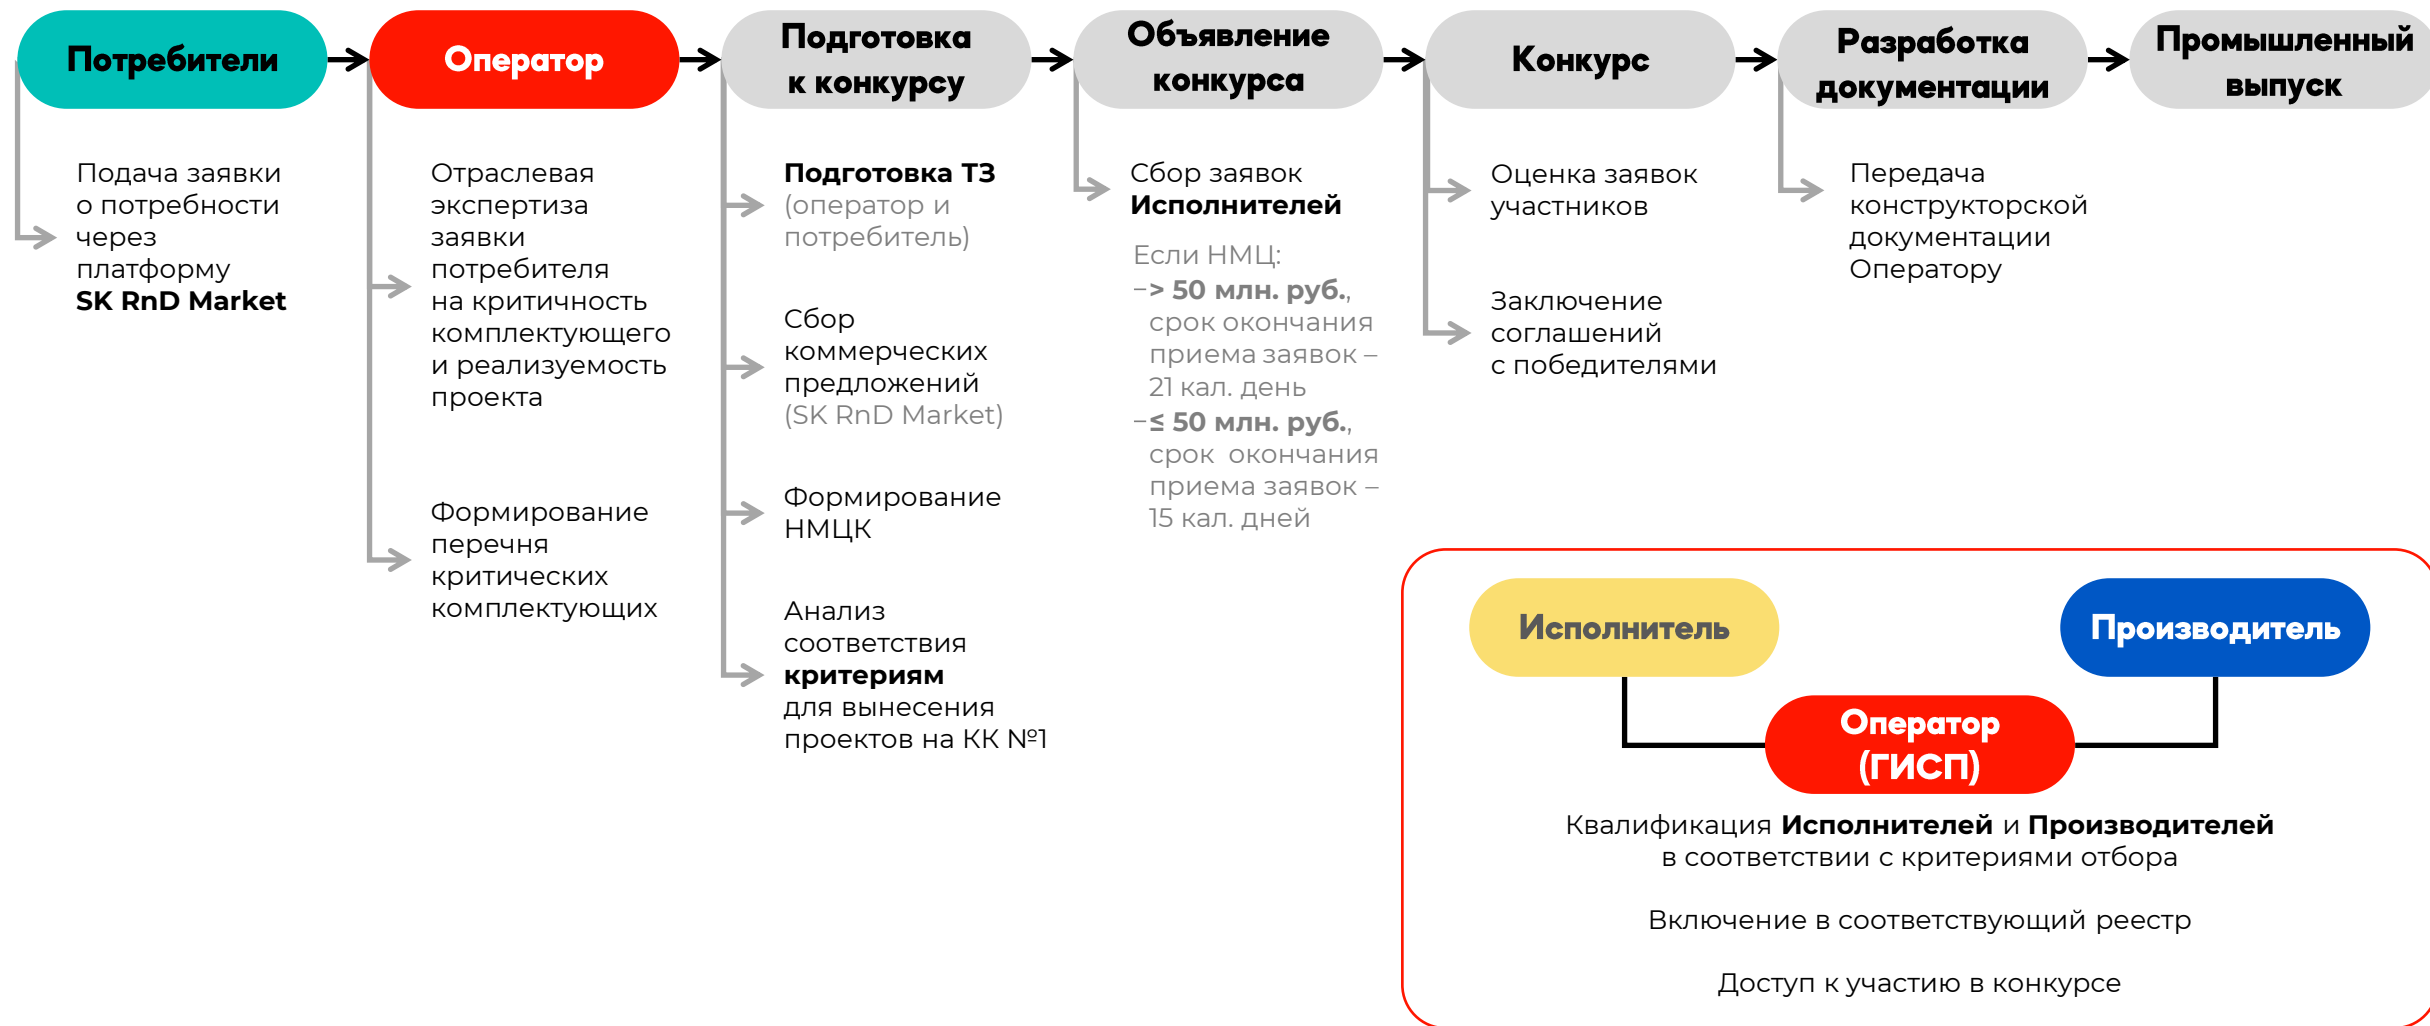 Потребители
Оператор
Подготовка
к конкурсу
Объявление
конкурса
Конкурс
Разработка
документации
Промышленный
выпуск
Подача заявки
о потребности
через
платформу
SK RnD Market
Отраслевая
экспертиза
заявки
потребителя
на критичность
комплектующего
и реализуемость
проекта
Формирование
перечня
критических
комплектующих
Подготовка ТЗ
(оператор и
потребитель)
Сбор
коммерческих
предложений
(SK RnD Market)
Формирование
НМЦК
Анализ
соответствия
критериям
для вынесения
проектов на КК №1
Сбор заявок
Исполнителей
Если НМЦ:
–> 50 млн. руб.,
срок окончания
приема заявок –
21 кал. день
–≤ 50 млн. руб.,
срок окончания
приема заявок –
15 кал. дней
Оценка заявок
участников
Заключение
соглашений
с победителями
Передача
конструкторской
документации
Оператору
Исполнитель
Производитель
Оператор
(ГИСП)
Квалификация Исполнителей и Производителей
в соответствии с критериями отбора
Включение в соответствующий реестр
Доступ к участию в конкурсе